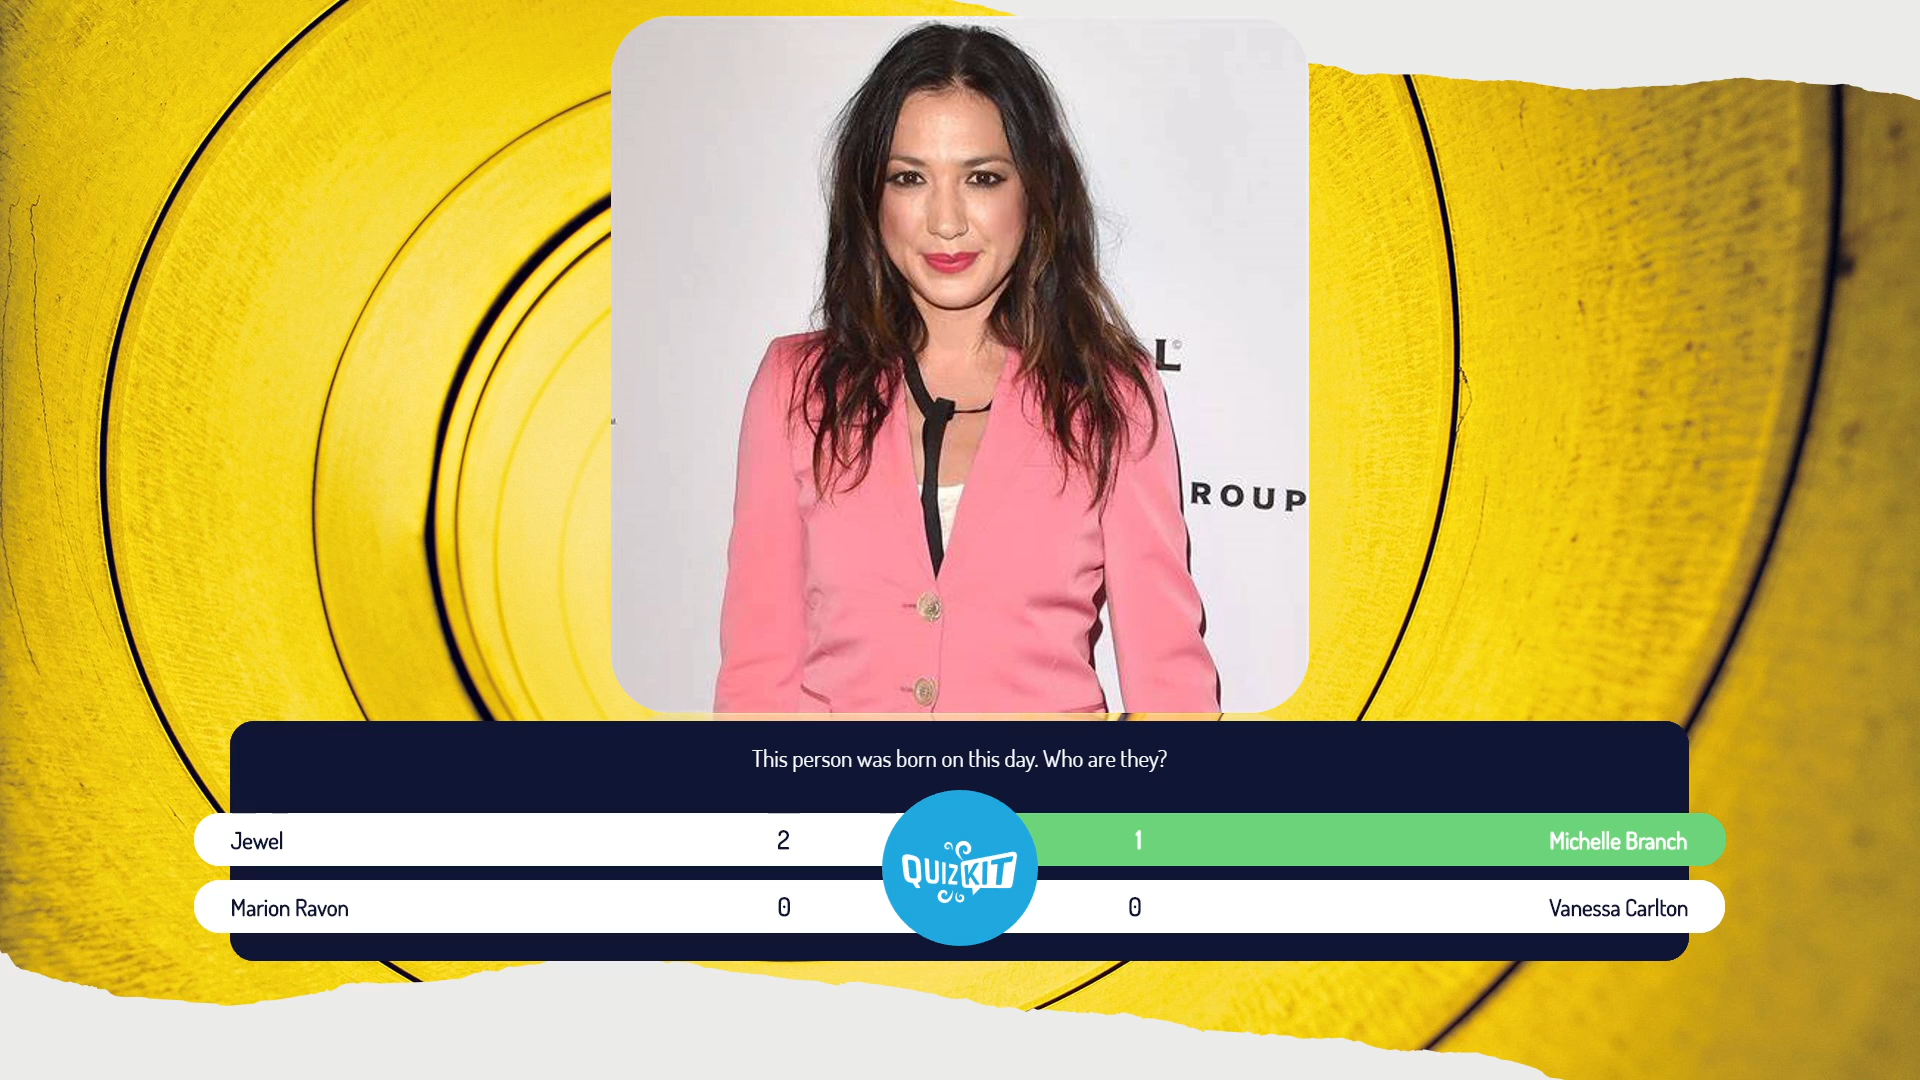 L©
ROUP
This person was born on this day. Who are they?
Jewel 2 1 Michelle Branch
QUIZKIT
Marion Ravon 0 0 Vanessa Carlton